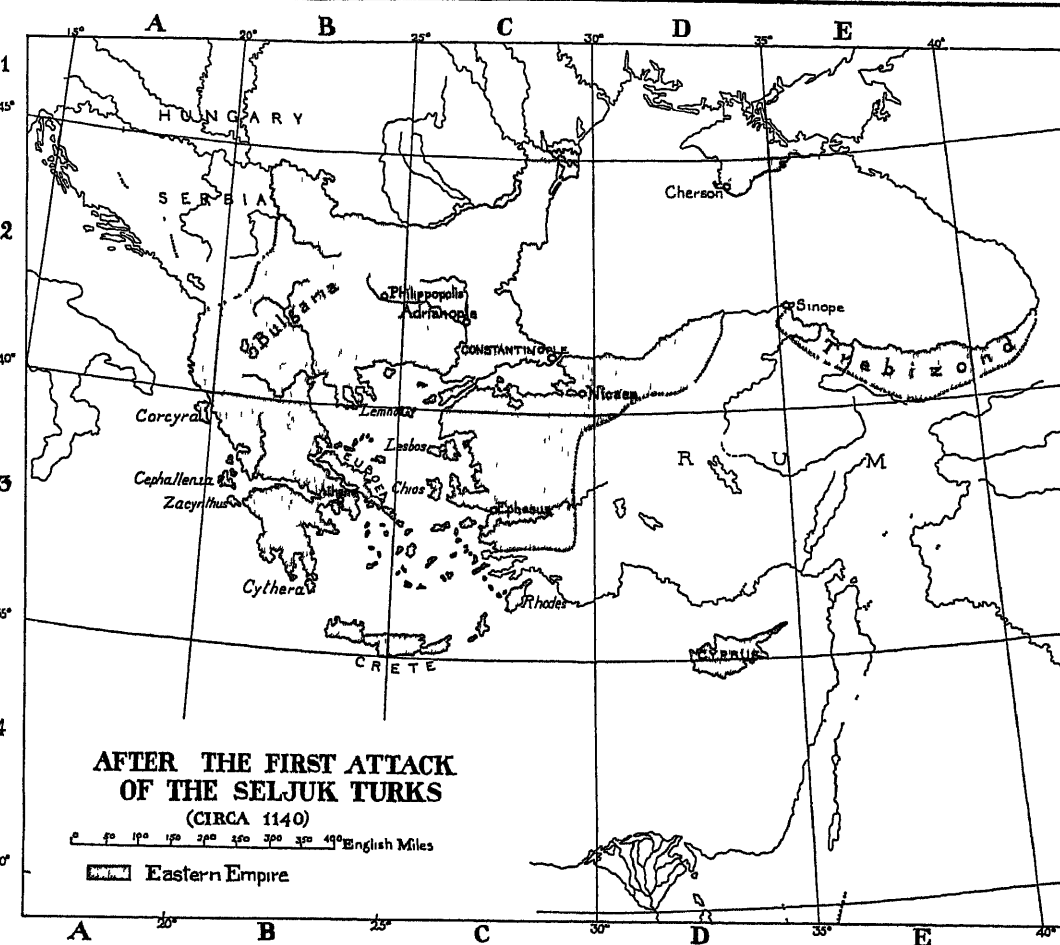 A B C D E
15° 20° 25° 30° 35° 40°
1
45°
HUNGARY
SERBIA
Cherson
2
Bulgaria
Philippopolis
Adrianople
Sinope
CONSTANTINOPLE
Trebizond
40°
Nicaea
Lemnos
Corcyra
Lesbos
EUBOEA
R U M
3
Cephallenia
Chios
Zacynthus
Athens
Ephesus
Cythera
Rhodes
35°
CRETE
CYPRUS
4
AFTER THE FIRST ATTACK
OF THE SELJUK TURKS
(CIRCA 1140)
0 50 100 150 200 250 300 350 400 English Miles
Eastern Empire
20° 25° 30° 35° 40°
A B C D E